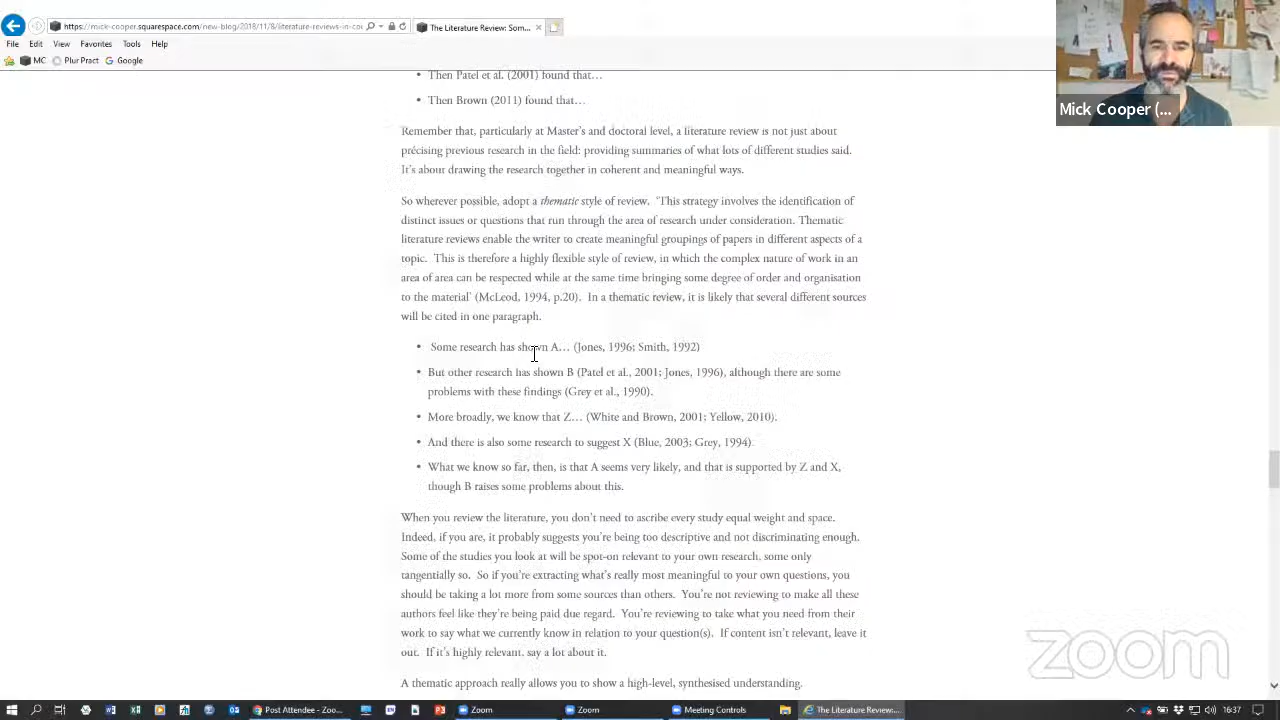 https://mick-cooper.squarespace.com/new-blog/2018/11/8/literature-reviews-in-co
The Literature Review: Som...
File Edit View Favorites Tools Help
MC Plur Pract Google
Mick Cooper (...
• Then Patel et al. (2001) found that…
• Then Brown (2011) found that…
Remember that, particularly at Master’s and doctoral level, a literature review is not just about
précising previous research in the field: providing summaries of what lots of different studies said.
It’s about drawing the research together in coherent and meaningful ways.
So wherever possible, adopt a thematic style of review. ‘This strategy involves the identification of
distinct issues or questions that run through the area of research under consideration. Thematic
literature reviews enable the writer to create meaningful groupings of papers in different aspects of a
topic. This is therefore a highly flexible style of review, in which the complex nature of work in an
area of area can be respected while at the same time bringing some degree of order and organisation
to the material’ (McLeod, 1994, p.20). In a thematic review, it is likely that several different sources
will be cited in one paragraph.
• Some research has shown A… (Jones, 1996; Smith, 1992)
• But other research has shown B (Patel et al., 2001; Jones, 1996), although there are some
problems with these findings (Grey et al., 1990).
• More broadly, we know that Z… (White and Brown, 2001; Yellow, 2010).
• And there is also some research to suggest X (Blue, 2003; Grey, 1994).
• What we know so far, then, is that A seems very likely, and that is supported by Z and X,
though B raises some problems about this.
When you review the literature, you don’t need to ascribe every study equal weight and space.
Indeed, if you are, it probably suggests you’re being too descriptive and not discriminating enough.
Some of the studies you look at will be spot-on relevant to your own research, some only
tangentially so. So if you’re extracting what’s really most meaningful to your own questions, you
should be taking a lot more from some sources than others. You’re not reviewing to make all these
authors feel like they’re being paid due regard. You’re reviewing to take what you need from their
work to say what we currently know in relation to your question(s). If content isn’t relevant, leave it
out. If it’s highly relevant, say a lot about it.
A thematic approach really allows you to show a high-level, synthesised understanding.
zoom
Post Attendee - Zoo... Zoom Zoom Meeting Controls The Literature Review:... 16:37